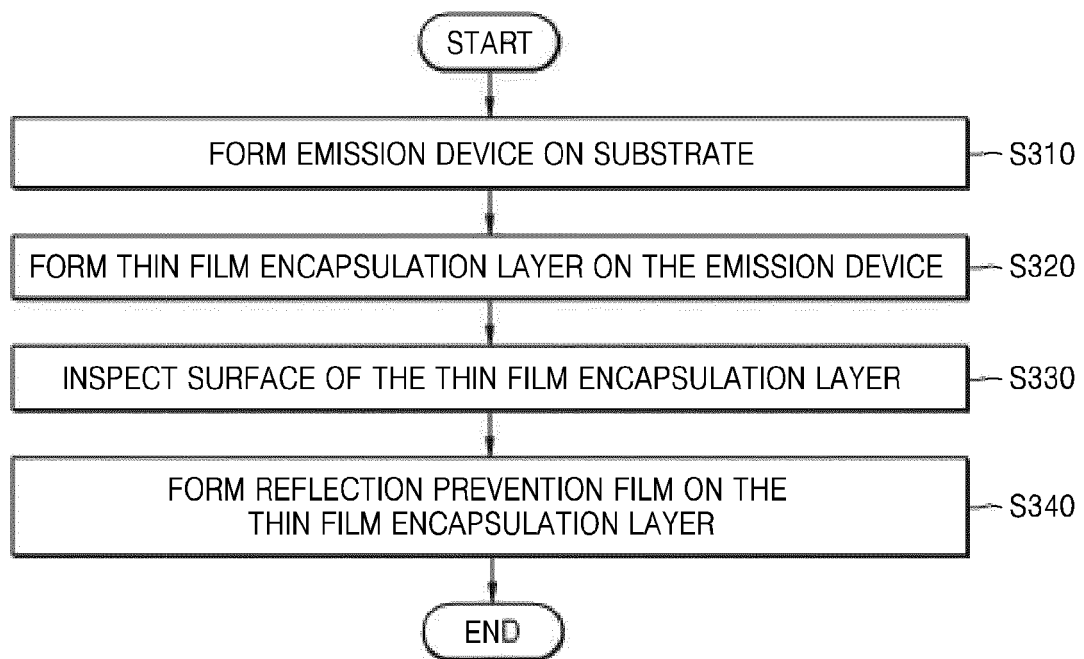 START
FORM EMISSION DEVICE ON SUBSTRATE
S310
FORM THIN FILM ENCAPSULATION LAYER ON THE EMISSION DEVICE
S320
INSPECT SURFACE OF THE THIN FILM ENCAPSULATION LAYER
S330
FORM REFLECTION PREVENTION FILM ON THE
THIN FILM ENCAPSULATION LAYER
S340
END